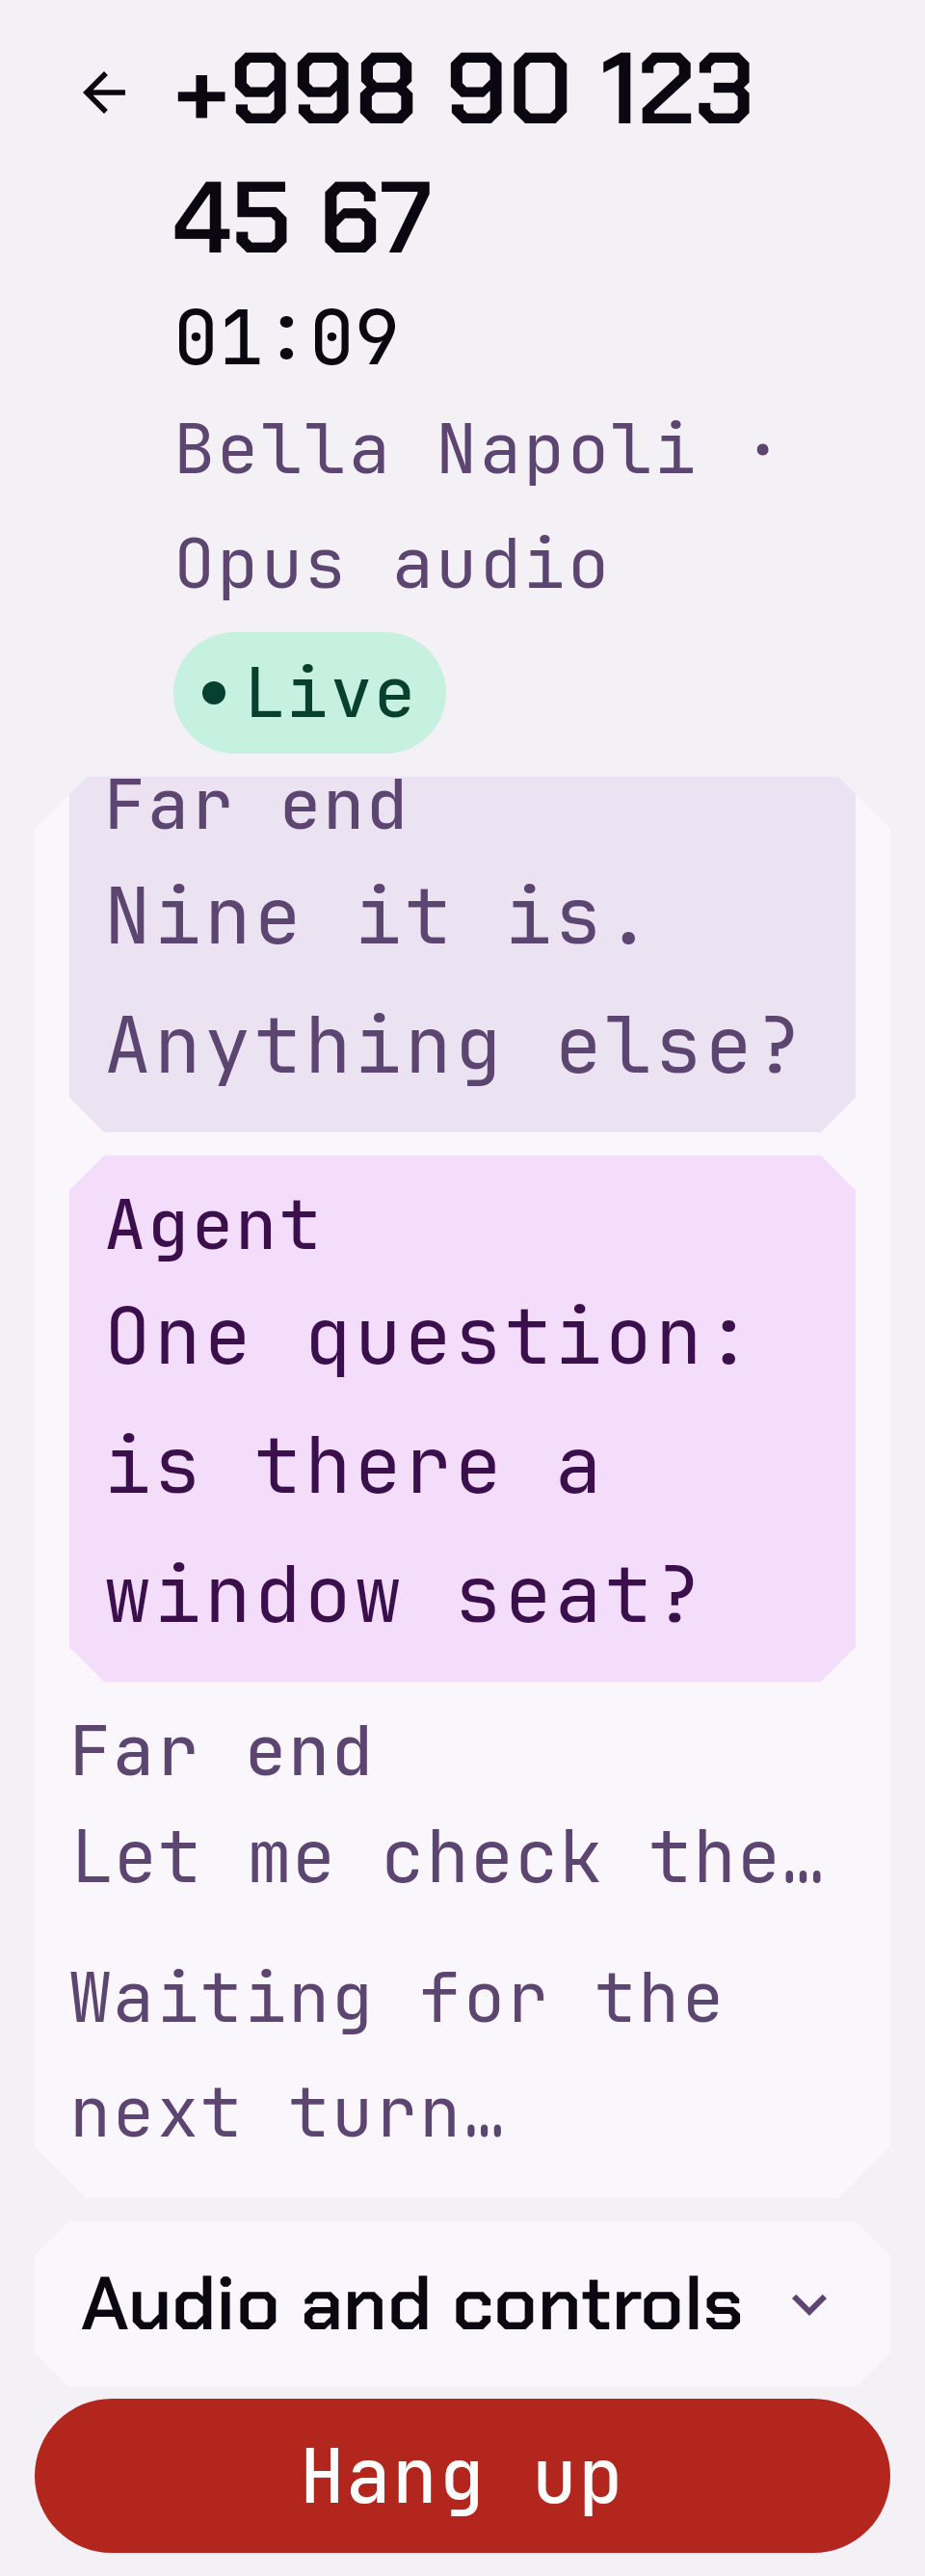 +998 90 123
45 67
01:09
Bella Napoli ·
Opus audio
Live
Far end
Nine it is.
Anything else?
Agent
One question:
is there a
window seat?
Far end
Let me check the…
Waiting for the
next turn…
Audio and controls
Hang up